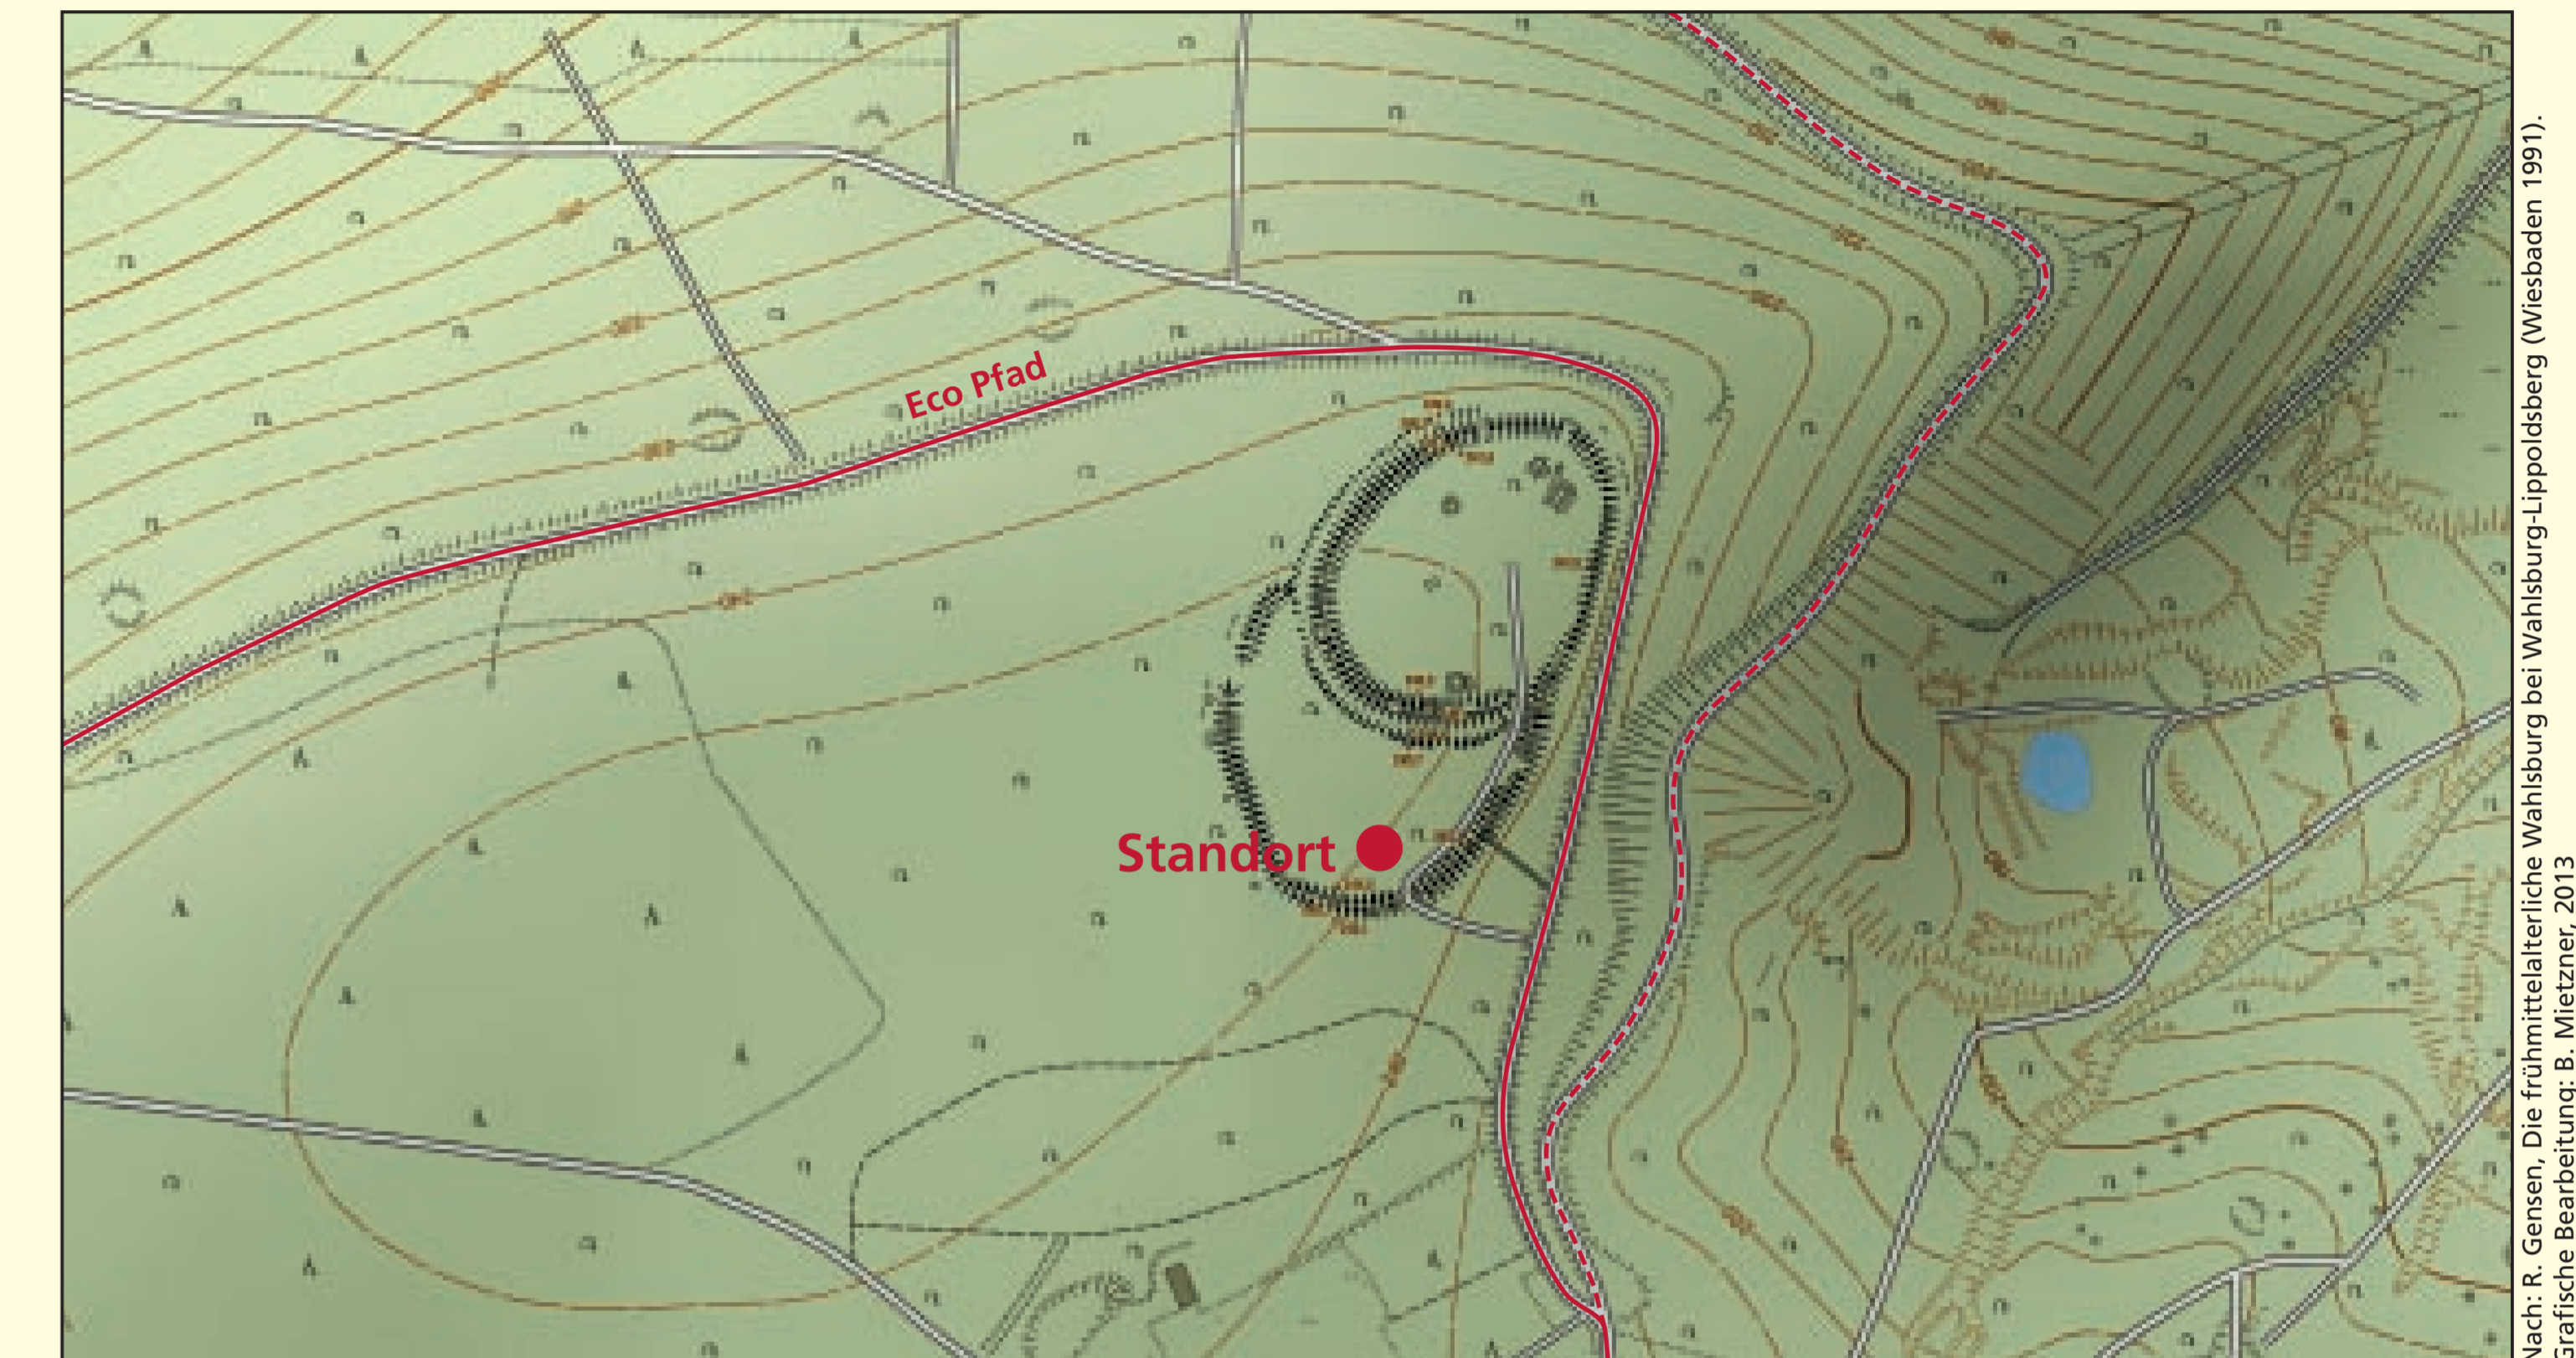 Eco Pfad
Standort
Nach: R. Gensen, Die frühmittelalterliche Wahlsburg bei Wahlsburg-Lippoldsberg (Wiesbaden 1991).
Grafische Bearbeitung: B. Mietzner, 2013